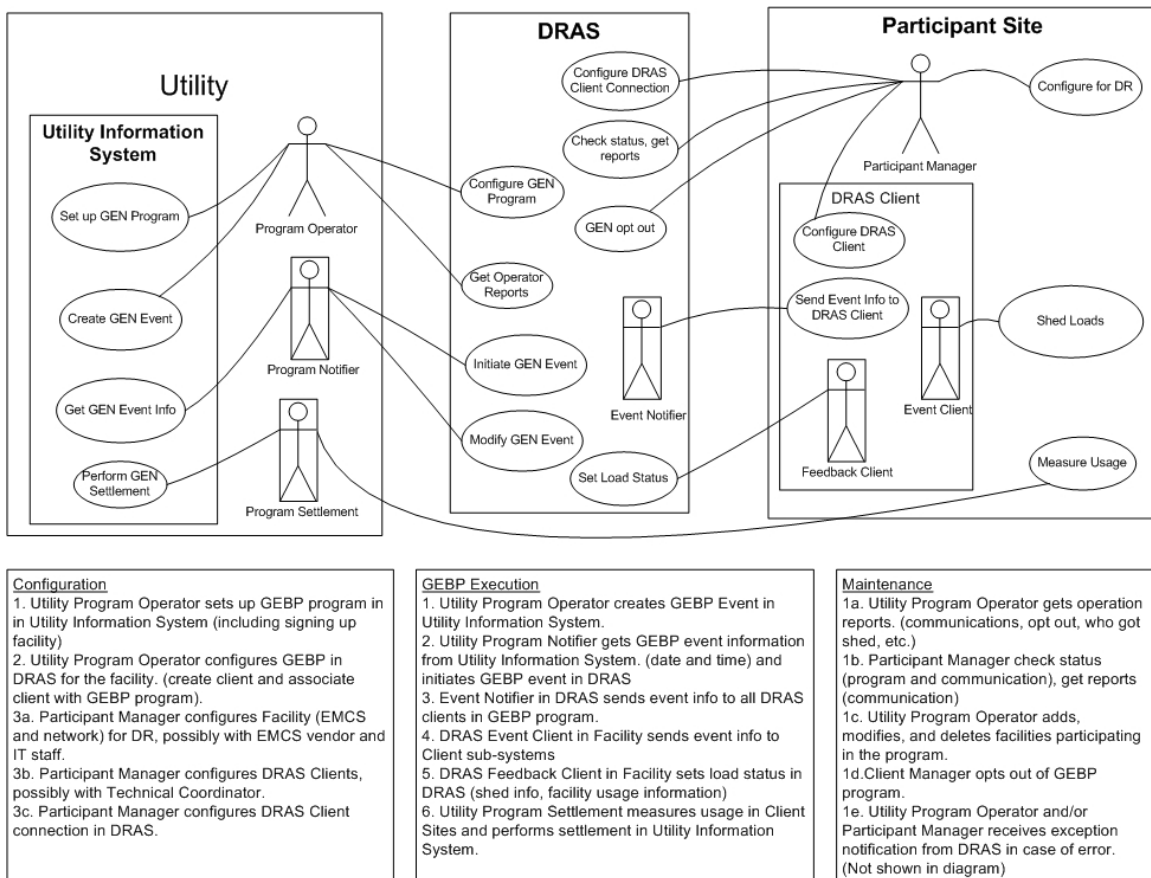 Utility
Utility Information
System
Set up GEN Program
Create GEN Event
Get GEN Event Info
Perform GEN
Settlement
Program Operator
Program Notifier
Program Settlement
DRAS
Configure DRAS
Client Connection
Check status, get
reports
Configure GEN
Program
GEN opt out
Get Operator
Reports
Initiate GEN Event
Modify GEN Event
Event Notifier
Set Load Status
Participant Site
Participant Manager
Configure for DR
DRAS Client
Configure DRAS
Client
Send Event Info to
DRAS Client
Event Client
Feedback Client
Shed Loads
Measure Usage
Configuration
1. Utility Program Operator sets up GEBP program in
in Utility Information System (including signing up
facility)
2. Utility Program Operator configures GEBP in
DRAS for the facility. (create client and associate
client with GEBP program).
3a. Participant Manager configures Facility (EMCS
and network) for DR, possibly with EMCS vendor and
IT staff.
3b. Participant Manager configures DRAS Clients,
possibly with Technical Coordinator.
3c. Participant Manager configures DRAS Client
connection in DRAS.
GEBP Execution
1. Utility Program Operator creates GEBP Event in
Utility Information System.
2. Utility Program Notifier gets GEBP event information
from Utility Information System. (date and time) and
initiates GEBP event in DRAS
3. Event Notifier in DRAS sends event info to all DRAS
clients in GEBP program.
4. DRAS Event Client in Facility sends event info to
Client sub-systems
5. DRAS Feedback Client in Facility sets load status in
DRAS (shed info, facility usage information)
6. Utility Program Settlement measures usage in Client
Sites and performs settlement in Utility Information
System.
Maintenance
1a. Utility Program Operator gets operation
reports. (communications, opt out, who got
shed, etc.)
1b. Participant Manager check status
(program and communication), get reports
(communication)
1c. Utility Program Operator adds,
modifies, and deletes facilities participating
in the program.
1d.Client Manager opts out of GEBP
program.
1e. Utility Program Operator and/or
Participant Manager receives exception
notification from DRAS in case of error.
(Not shown in diagram)